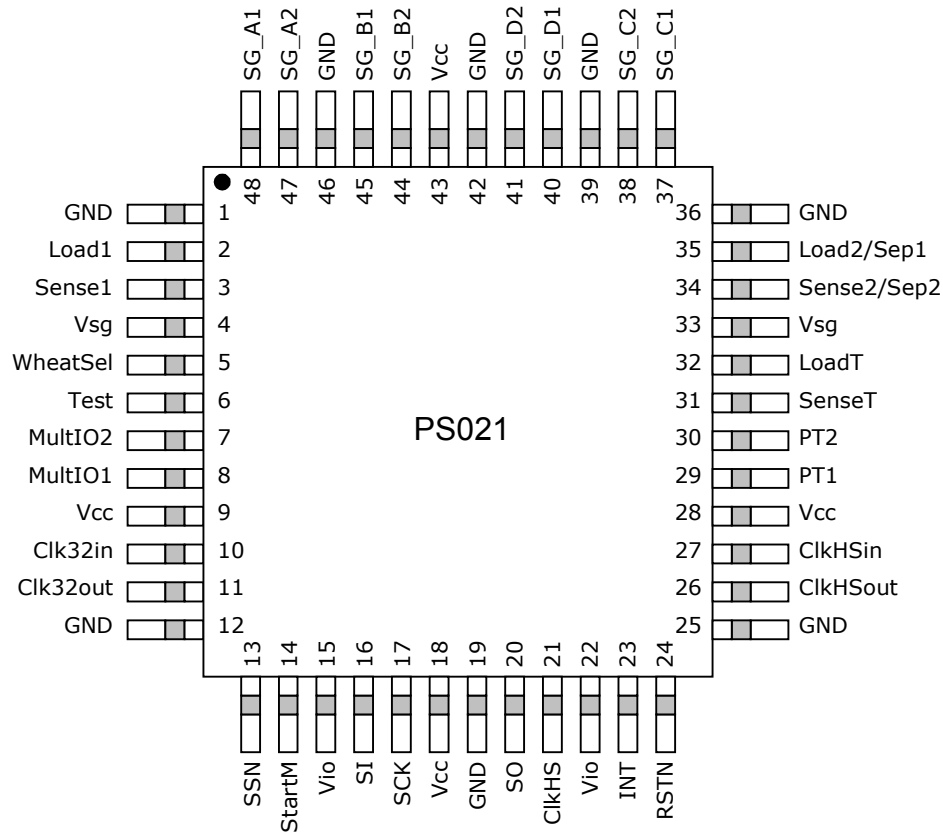 SG_A1
SG_A2
GND
SG_B1
SG_B2
Vcc
GND
SG_D2
SG_D1
GND
SG_C2
SG_C1
48
47
46
45
44
43
42
41
40
39
38
37
GND 1
Load1 2
Sense1 3
Vsg 4
WheatSel 5
Test 6
MultIO2 7
MultIO1 8
Vcc 9
Clk32in 10
Clk32out 11
GND 12
PS021
36 GND
35 Load2/Sep1
34 Sense2/Sep2
33 Vsg
32 LoadT
31 SenseT
30 PT2
29 PT1
28 Vcc
27 ClkHSin
26 ClkHSout
25 GND
13
14
15
16
17
18
19
20
21
22
23
24
SSN
StartM
Vio
SI
SCK
Vcc
GND
SO
ClkHS
Vio
INT
RSTN